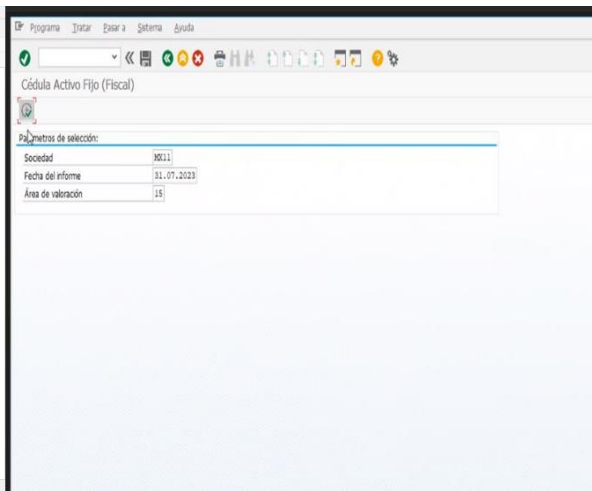 Programa Tratar Pasar a Sistema Ayuda
Cédula Activo Fijo (Fiscal)
Parámetros de selección:
Sociedad MX11
Fecha del informe 31.07.2023
Área de valoración 15